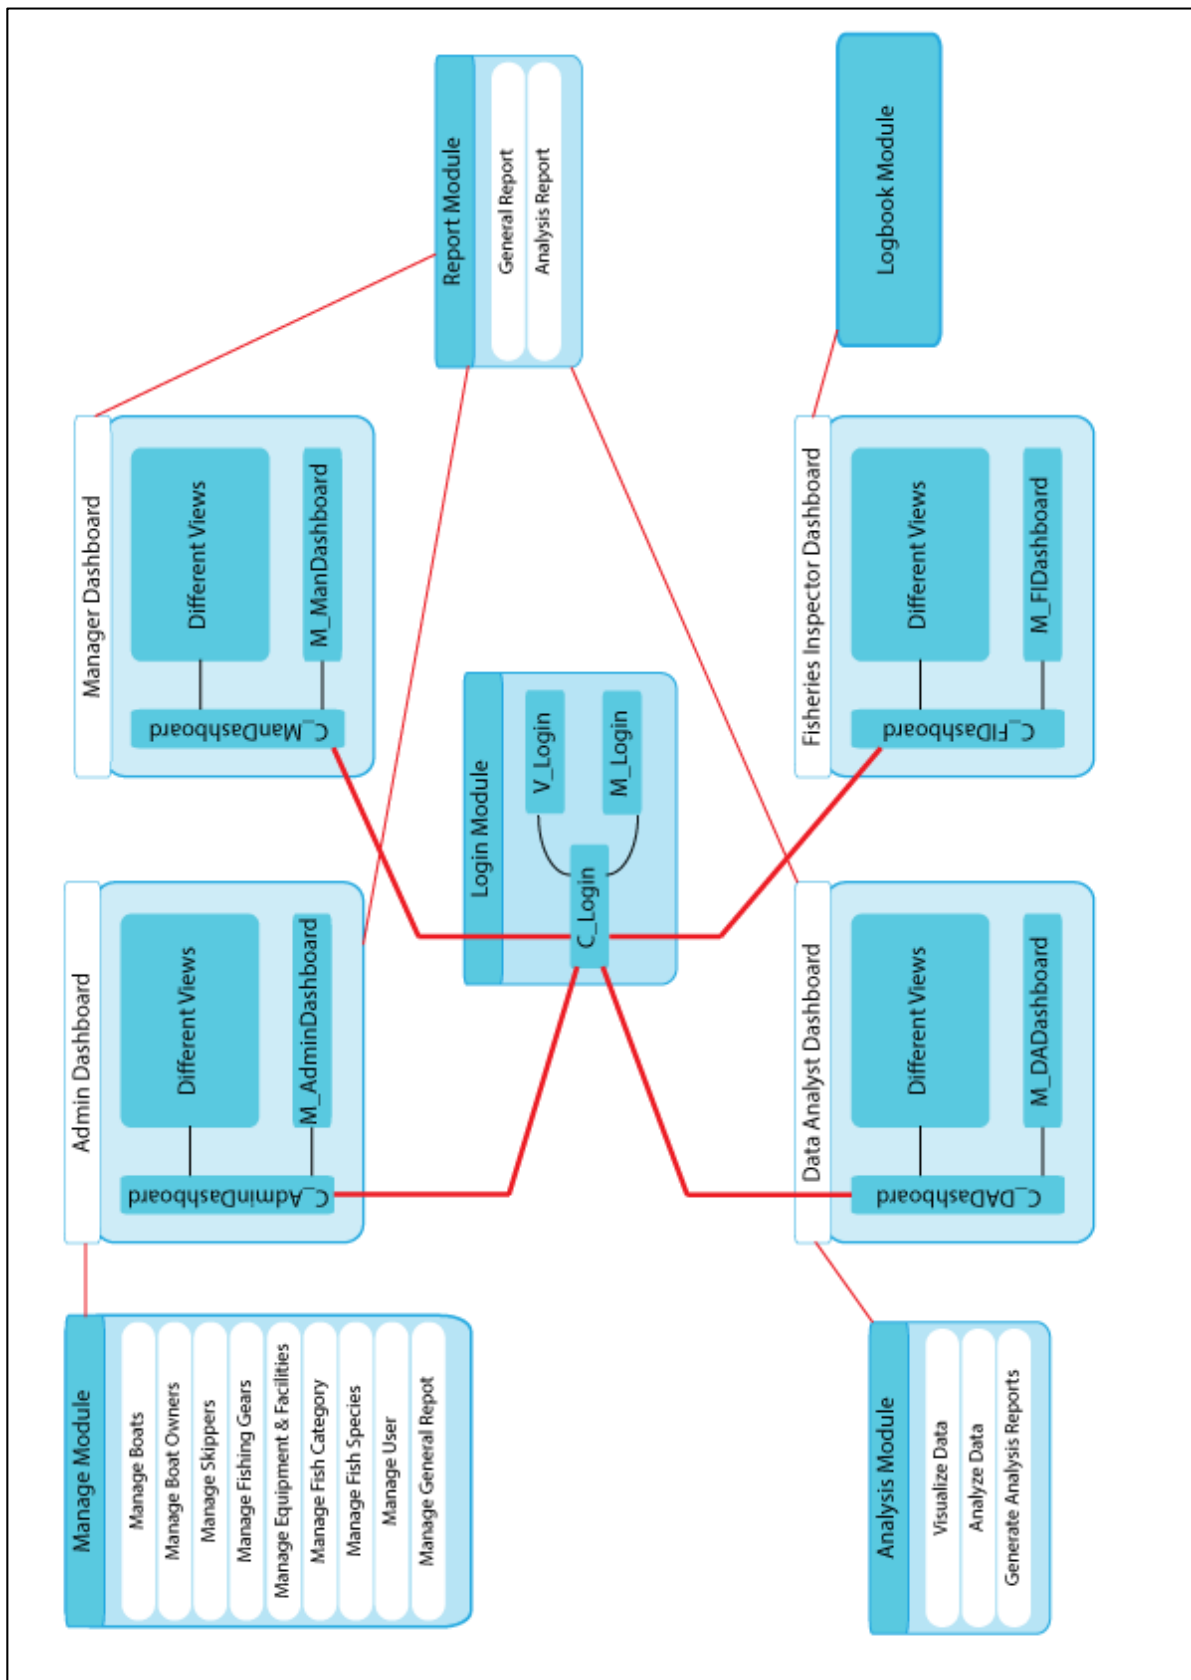 Manage Module
Manage Boats
Manage Boat Owners
Manage Skippers
Manage Fishing Gears
Manage Equipment & Facilities
Manage Fish Category
Manage Fish Species
Manage User
Manage General Repot
Admin Dashboard
Different Views
C_AdminDashboard
M_AdminDashboard
Manager Dashboard
Different Views
C_ManDashboard
M_ManDashboard
Report Module
General Report
Analysis Report
Login Module
V_Login
C_Login
M_Login
Analysis Module
Visualize Data
Analyze Data
Generate Analysis Reports
Data Analyst Dashboard
Different Views
C_DADashboard
M_DADashboard
Fisheries Inspector Dashboard
Different Views
C_FIDashboard
M_FIDashboard
Logbook Module